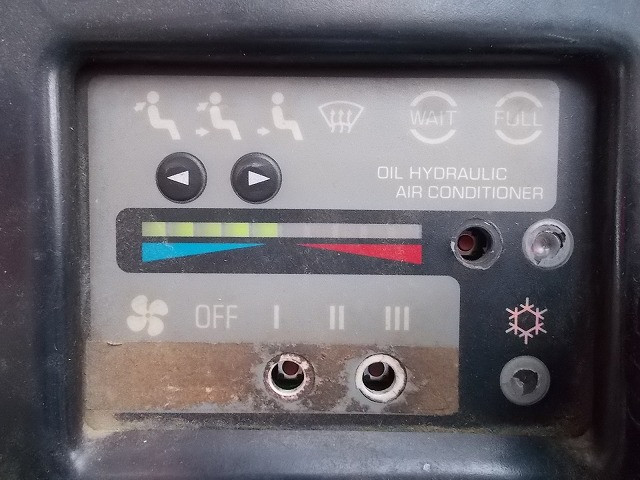 WAIT FULL
OIL HYDRAULIC
AIR CONDITIONER
OFF I II III